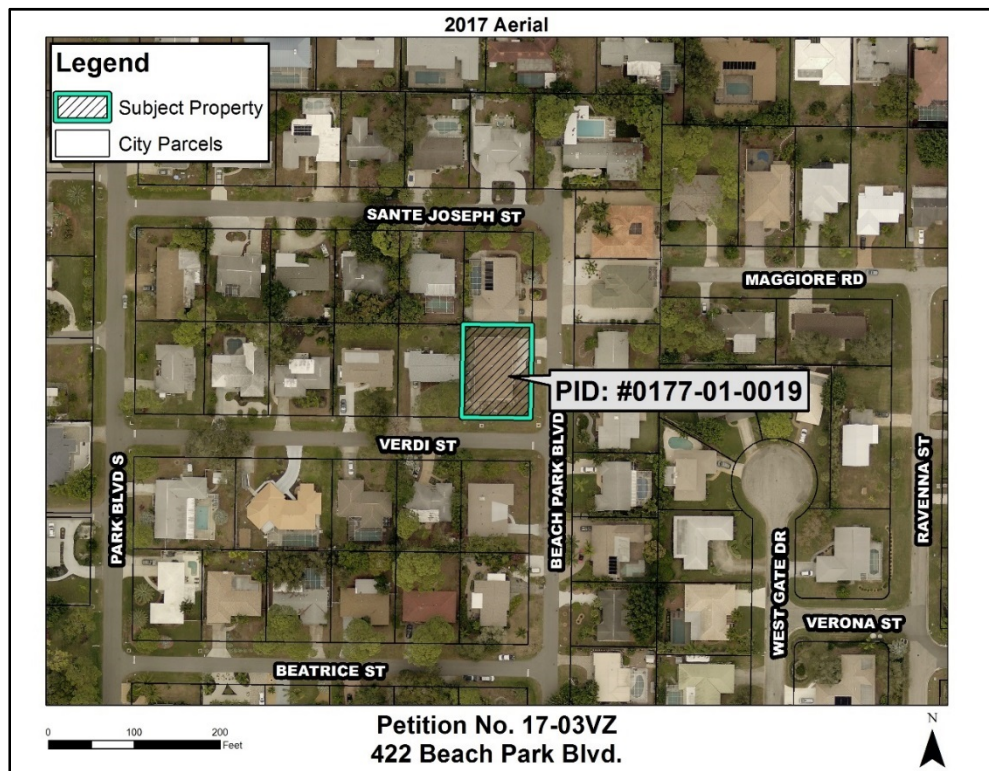 2017 Aerial
Legend
Subject Property
City Parcels
SANTE JOSEPH ST
MAGGIORE RD
PID: #0177-01-0019
VERDI ST
PARK BLVD S
BEACH PARK BLVD
WEST GATE DR
RAVENNA ST
VERONA ST
BEATRICE ST
0 50 100 200
Feet
Petition No. 17-03VZ
422 Beach Park Blvd.
N